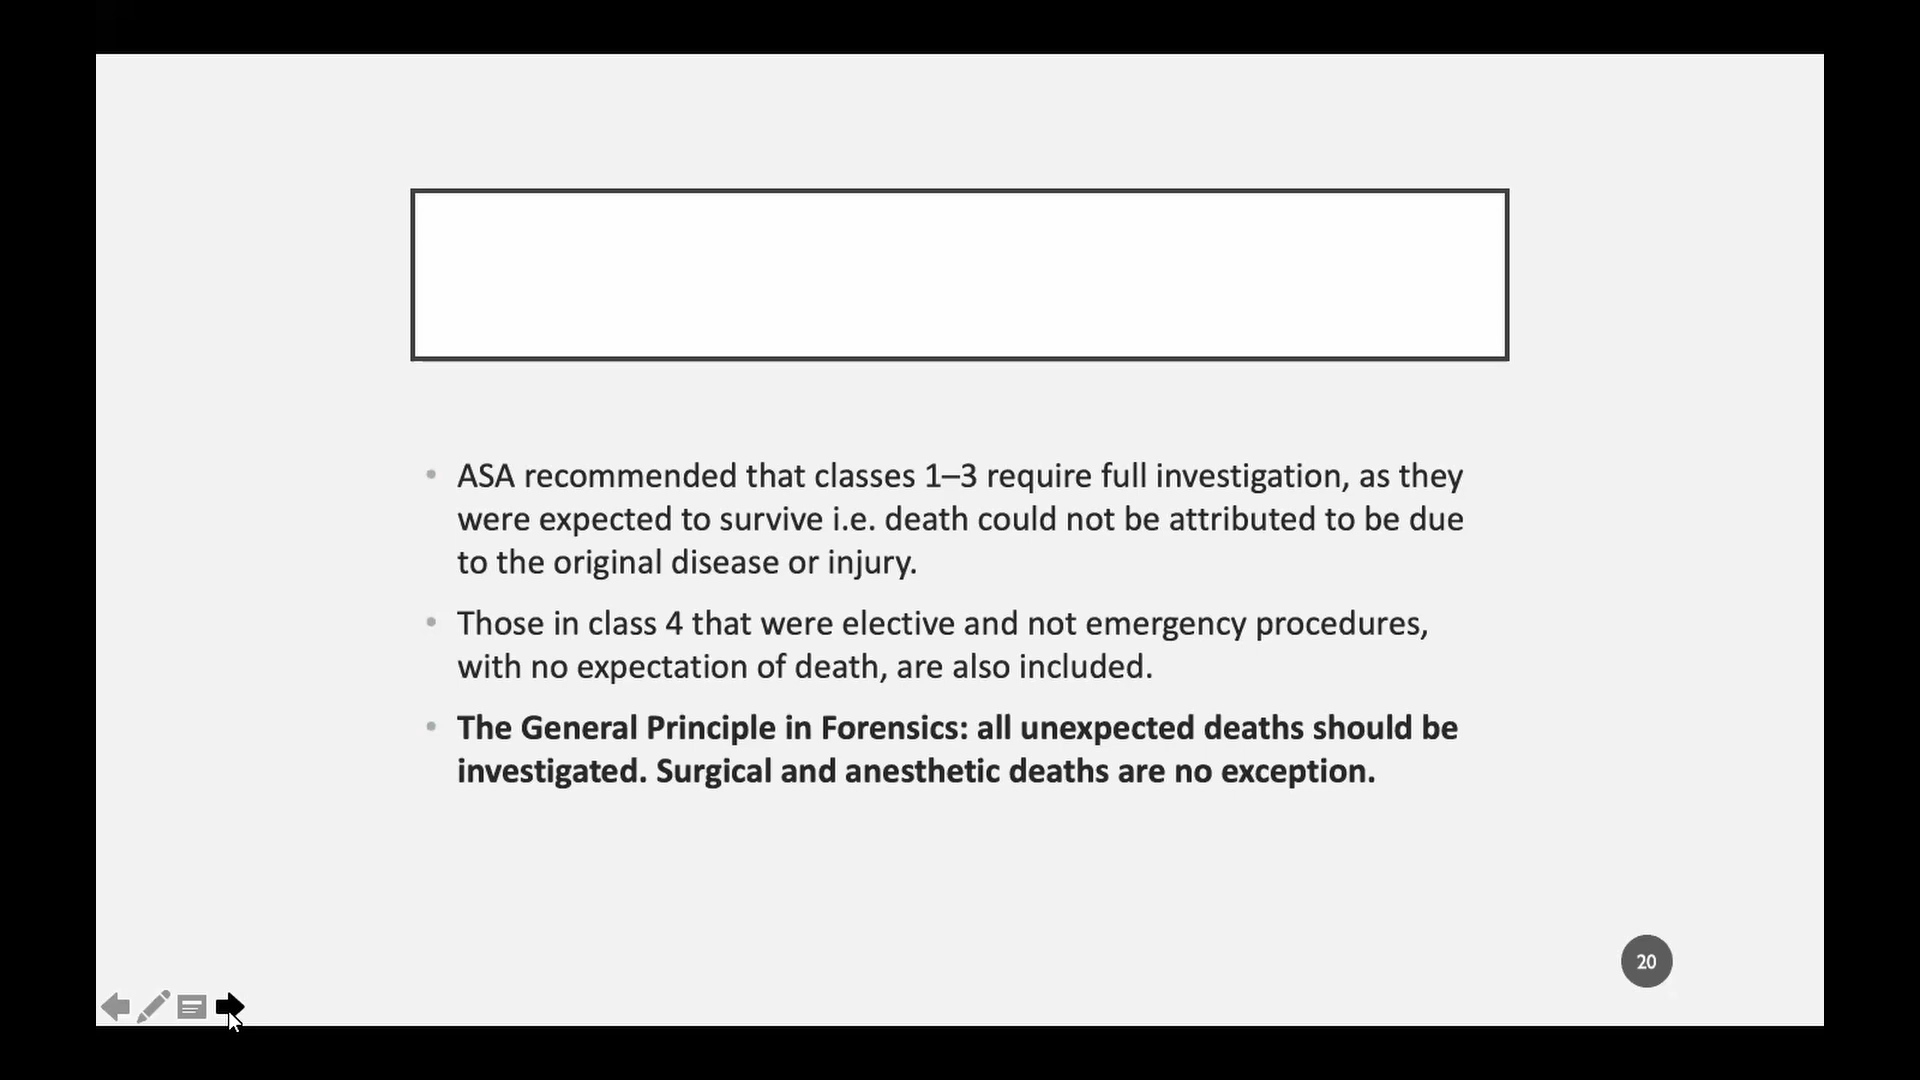 ASA recommended that classes 1–3 require full investigation, as they
were expected to survive i.e. death could not be attributed to be due
to the original disease or injury.
Those in class 4 that were elective and not emergency procedures,
with no expectation of death, are also included.
The General Principle in Forensics: all unexpected deaths should be
investigated. Surgical and anesthetic deaths are no exception.
20